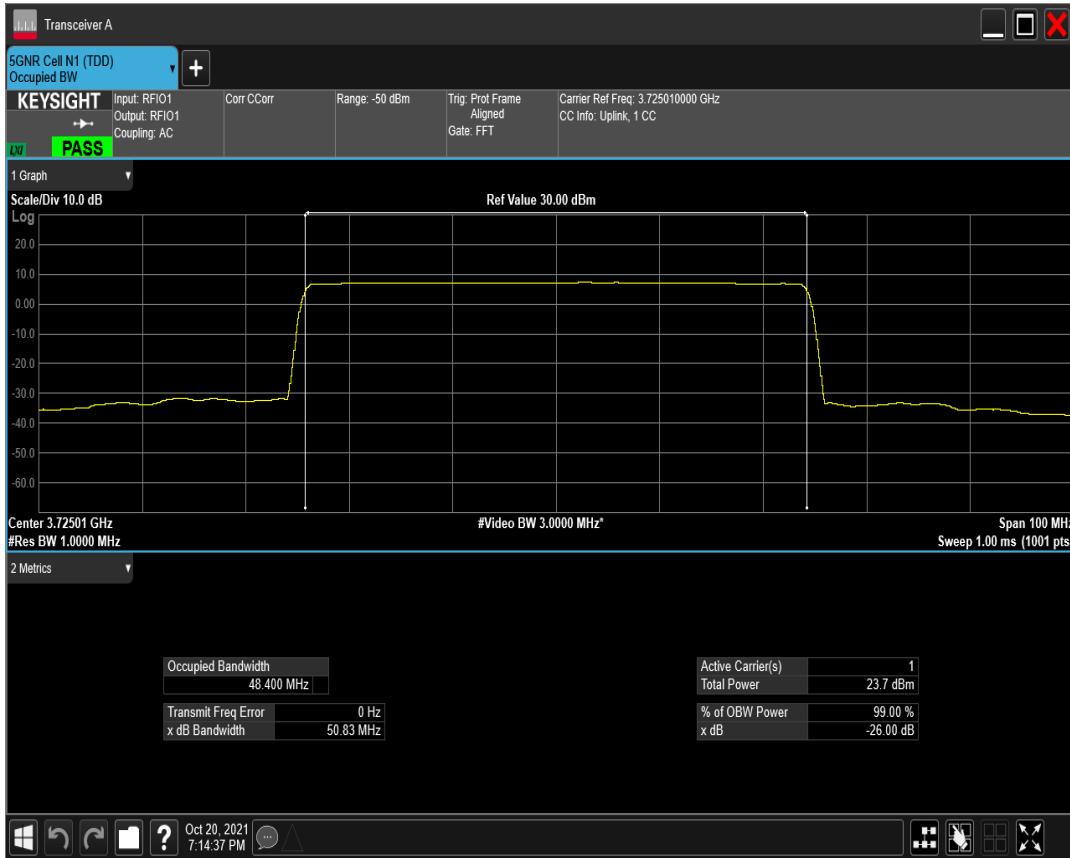 Transceiver A
5GNR Cell N1 (TDD)
Occupied BW
+
KEYSIGHT
LXI
PASS
Input: RFIO1
Output: RFIO1
Coupling: AC
Corr CCorr
Range: -50 dBm
Trig: Prot Frame
Aligned
Gate: FFT
Carrier Ref Freq: 3.725010000 GHz
CC Info: Uplink, 1 CC
1 Graph
Scale/Div 10.0 dB
Ref Value 30.00 dBm
Log
20.0
10.0
0.00
-10.0
-20.0
-30.0
-40.0
-50.0
-60.0
Center 3.72501 GHz
#Video BW 3.0000 MHz*
Span 100 MHz
#Res BW 1.0000 MHz
Sweep 1.00 ms (1001 pts
2 Metrics
Occupied Bandwidth
48.400 MHz
Transmit Freq Error 0 Hz
x dB Bandwidth 50.83 MHz
Active Carrier(s) 1
Total Power 23.7 dBm
% of OBW Power 99.00 %
x dB -26.00 dB
?
Oct 20, 2021
7:14:37 PM